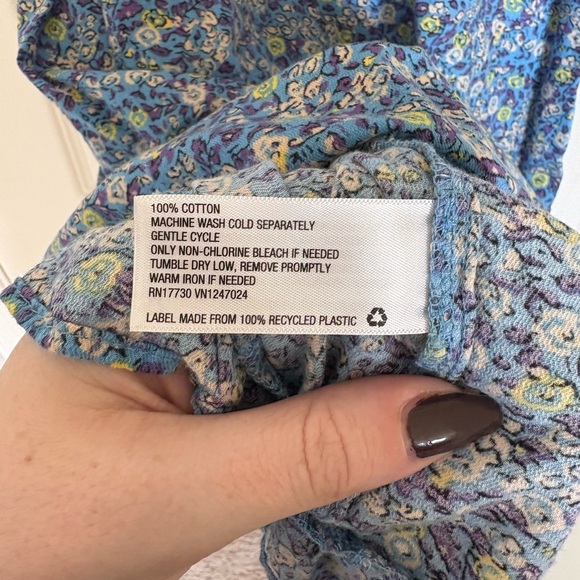 100% COTTON
MACHINE WASH COLD SEPARATELY
GENTLE CYCLE
ONLY NON-CHLORINE BLEACH IF NEEDED
TUMBLE DRY LOW, REMOVE PROMPTLY
WARM IRON IF NEEDED
RN17730 VN1247024
LABEL MADE FROM 100% RECYCLED PLASTIC